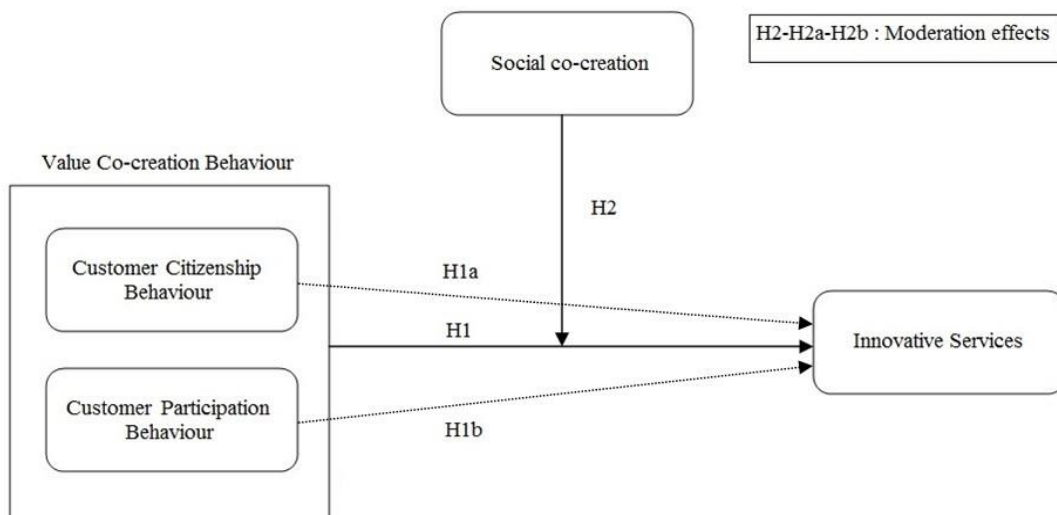 Social co-creation
H2-H2a-H2b : Moderation effects
Value Co-creation Behaviour
H2
Customer Citizenship
Behaviour
H1a
H1
Innovative Services
Customer Participation
Behaviour
H1b